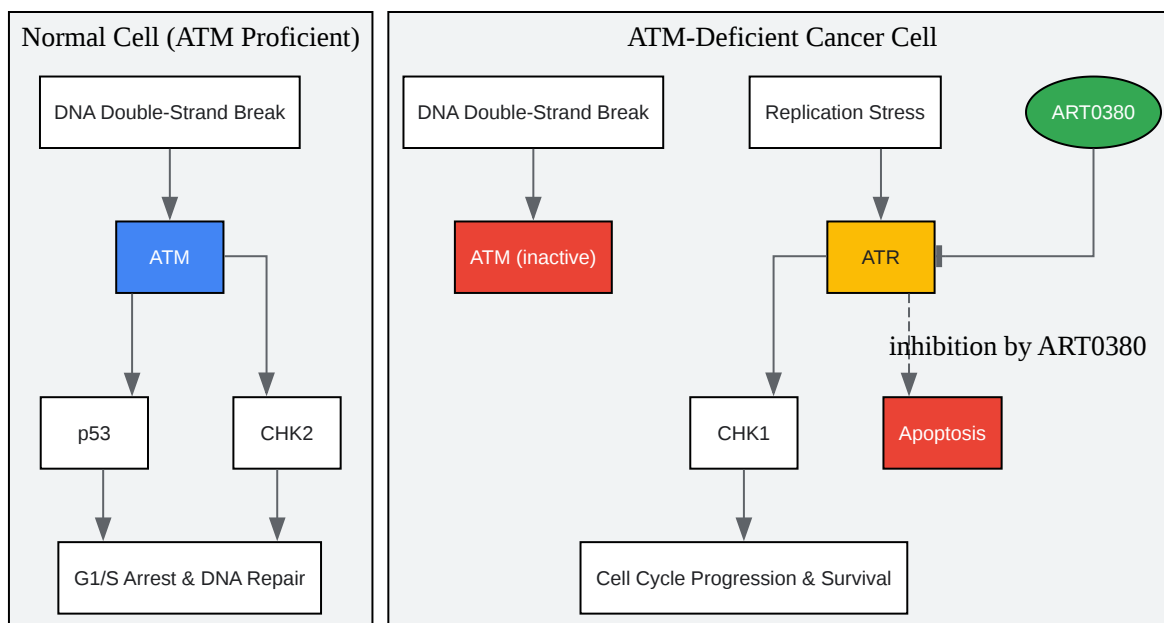 Normal Cell (ATM Proficient)
DNA Double-Strand Break
ATM
p53
CHK2
G1/S Arrest & DNA Repair
ATM-Deficient Cancer Cell
DNA Double-Strand Break
Replication Stress
ART0380
ATM (inactive)
ATR
inhibition by ART0380
CHK1
Apoptosis
Cell Cycle Progression & Survival